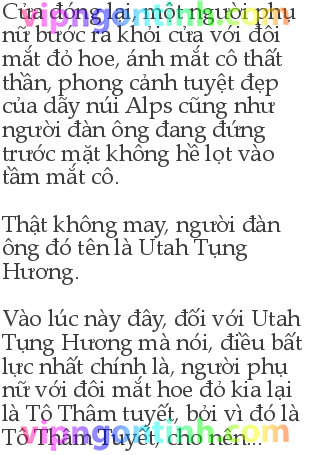 Cửa đóng lại, một người phụ
nữ bước ra khỏi cửa với đôi
mắt đỏ hoe, ánh mắt cô thất
thần, phong cảnh tuyệt đẹp
của dãy núi Alps cũng như
người đàn ông đang đứng
trước mặt không hề lọt vào
tầm mắt cô.
Thật không may, người đàn
ông đó tên là Utah Tụng
Hương.
Vào lúc này đây, đối với Utah
Tụng Hương mà nói, điều bất
lực nhất chính là, người phụ
nữ với đôi mắt hoe đỏ kia lại
là Tô Thâm tuyết, bởi vì đó là
Tô Thâm Tuyết, cho nên...
vipngontinh.com
vipngontinh.com